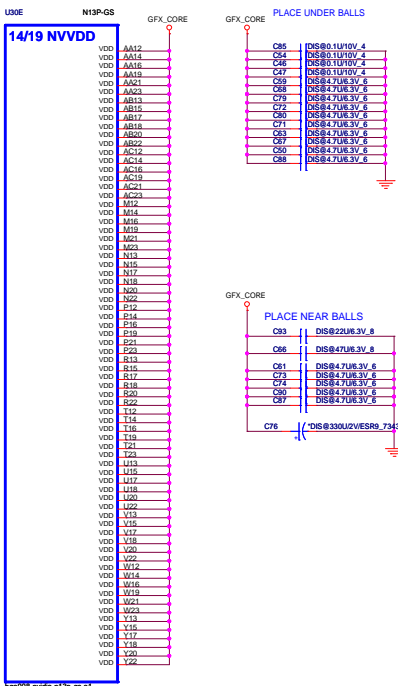 U30E N13P-GS
14/19 NVVDD
GFX_CORE
VDD AA12
VDD AA14
VDD AA16
VDD AA19
VDD AA21
VDD AA23
VDD AB13
VDD AB15
VDD AB17
VDD AB18
VDD AB20
VDD AB22
VDD AC12
VDD AC14
VDD AC16
VDD AC19
VDD AC21
VDD AC23
VDD M12
VDD M14
VDD M16
VDD M19
VDD M21
VDD M23
VDD N13
VDD N15
VDD N17
VDD N18
VDD N20
VDD N22
VDD P12
VDD P14
VDD P16
VDD P19
VDD P21
VDD P23
VDD R13
VDD R15
VDD R17
VDD R18
VDD R20
VDD R22
VDD T12
VDD T14
VDD T16
VDD T19
VDD T21
VDD T23
VDD U13
VDD U15
VDD U17
VDD U18
VDD U20
VDD U22
VDD V13
VDD V15
VDD V17
VDD V18
VDD V20
VDD V22
VDD W12
VDD W14
VDD W16
VDD W19
VDD W21
VDD W23
VDD Y13
VDD Y15
VDD Y17
VDD Y18
VDD Y20
VDD Y22
GFX_CORE
PLACE UNDER BALLS
C85 DIS@0.1U/10V_4
C54 DIS@0.1U/10V_4
C46 DIS@0.1U/10V_4
C47 DIS@0.1U/10V_4
C59 DIS@4.7U/6.3V_6
C68 DIS@4.7U/6.3V_6
C79 DIS@4.7U/6.3V_6
C72 DIS@4.7U/6.3V_6
C80 DIS@4.7U/6.3V_6
C71 DIS@4.7U/6.3V_6
C63 DIS@4.7U/6.3V_6
C67 DIS@4.7U/6.3V_6
C50 DIS@4.7U/6.3V_6
C88 DIS@4.7U/6.3V_6
GFX_CORE
PLACE NEAR BALLS
C93 DIS@22U/6.3V_8
C66 DIS@47U/6.3V_8
C61 DIS@4.7U/6.3V_6
C73 DIS@4.7U/6.3V_6
C74 DIS@4.7U/6.3V_6
C90 DIS@4.7U/6.3V_6
C87 DIS@4.7U/6.3V_6
C76 + *DIS@330U/2V/ESR9_7343